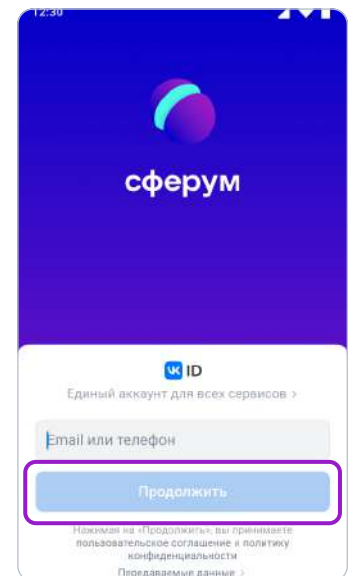 12:30
сферум
VK ID
Единый аккаунт для всех сервисов >
Email или телефон
Продолжить
Нажимая на «Продолжить», вы принимаете
пользовательское соглашение и политику
конфиденциальности
Передаваемые данные >